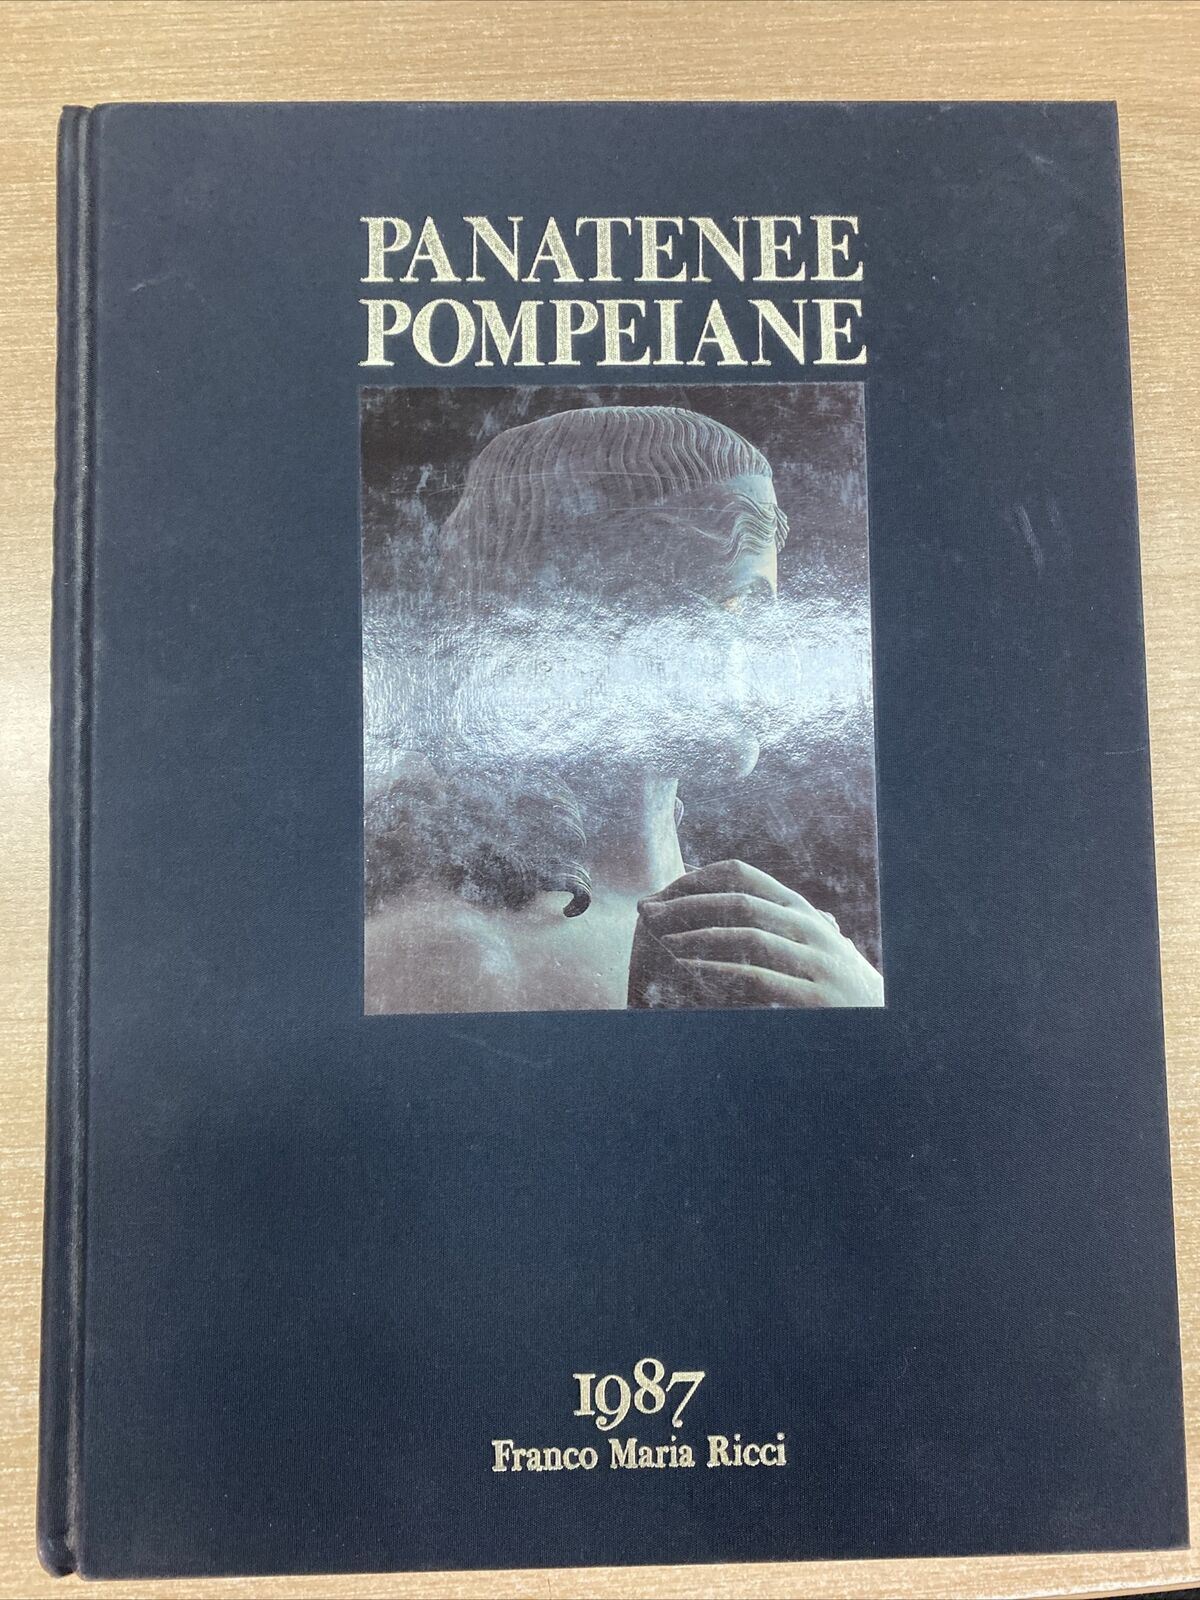 PANATENEE
POMPEIANE
1987
Franco Maria Ricci